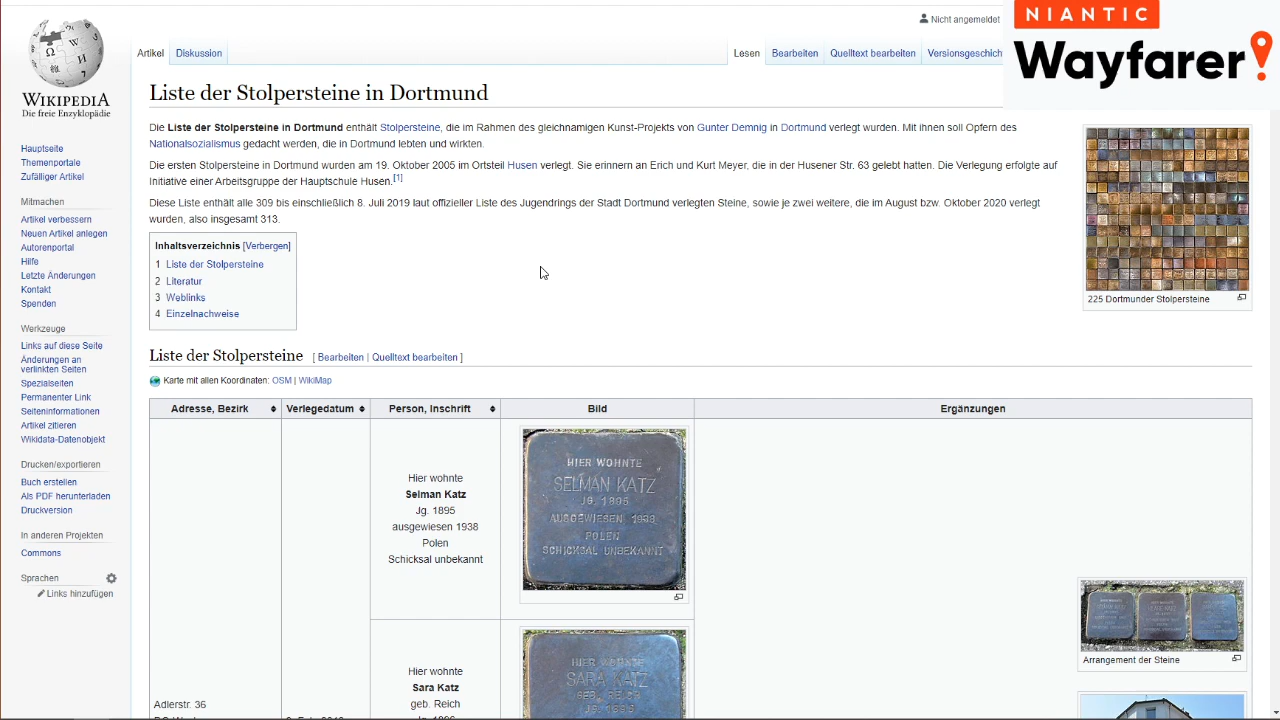 NIANTIC
Wayfarer!
WIKIPEDIA
Die freie Enzyklopädie
Nicht angemeldet
Artikel
Diskussion
Lesen
Bearbeiten
Quelltext bearbeiten
Versionsgeschich
Hauptseite
Themenportale
Zufälliger Artikel
Mitmachen
Artikel verbessern
Neuen Artikel anlegen
Autorenportal
Hilfe
Letzte Änderungen
Kontakt
Spenden
Werkzeuge
Links auf diese Seite
Änderungen an
verlinkten Seiten
Spezialseiten
Permanenter Link
Seiteninformationen
Artikel zitieren
Wikidata-Datenobjekt
Drucken/exportieren
Buch erstellen
Als PDF herunterladen
Druckversion
In anderen Projekten
Commons
Sprachen
Links hinzufügen
Liste der Stolpersteine in Dortmund
Die Liste der Stolpersteine in Dortmund enthält Stolpersteine, die im Rahmen des gleichnamigen Kunst-Projekts von Gunter Demnig in Dortmund verlegt wurden. Mit ihnen soll Opfern des
Nationalsozialismus gedacht werden, die in Dortmund lebten und wirkten.
Die ersten Stolpersteine in Dortmund wurden am 19. Oktober 2005 im Ortsteil Husen verlegt. Sie erinnern an Erich und Kurt Meyer, die in der Husener Str. 63 gelebt hatten. Die Verlegung erfolgte auf
Initiative einer Arbeitsgruppe der Hauptschule Husen.[1]
Diese Liste enthält alle 309 bis einschließlich 8. Juli 2019 laut offizieller Liste des Jugendrings der Stadt Dortmund verlegten Steine, sowie je zwei weitere, die im August bzw. Oktober 2020 verlegt
wurden, also insgesamt 313.
225 Dortmunder Stolpersteine
Inhaltsverzeichnis [Verbergen]
1 Liste der Stolpersteine
2 Literatur
3 Weblinks
4 Einzelnachweise
Liste der Stolpersteine [ Bearbeiten | Quelltext bearbeiten ]
Karte mit allen Koordinaten: OSM | WikiMap
Adresse, Bezirk
Verlegedatum
Person, Inschrift
Bild
Ergänzungen
Hier wohnte
Selman Katz
Jg. 1895
ausgewiesen 1938
Polen
Schicksal unbekannt
HIER WOHNTE
SELMAN KATZ
JG. 1895
AUSGEWIESEN 1938
POLEN
SCHICKSAL UNBEKANNT
Arrangement der Steine
Hier wohnte
Sara Katz
geb. Reich
HIER WOHNTE
SARA KATZ
GEB. REICH
Adlerstr. 36